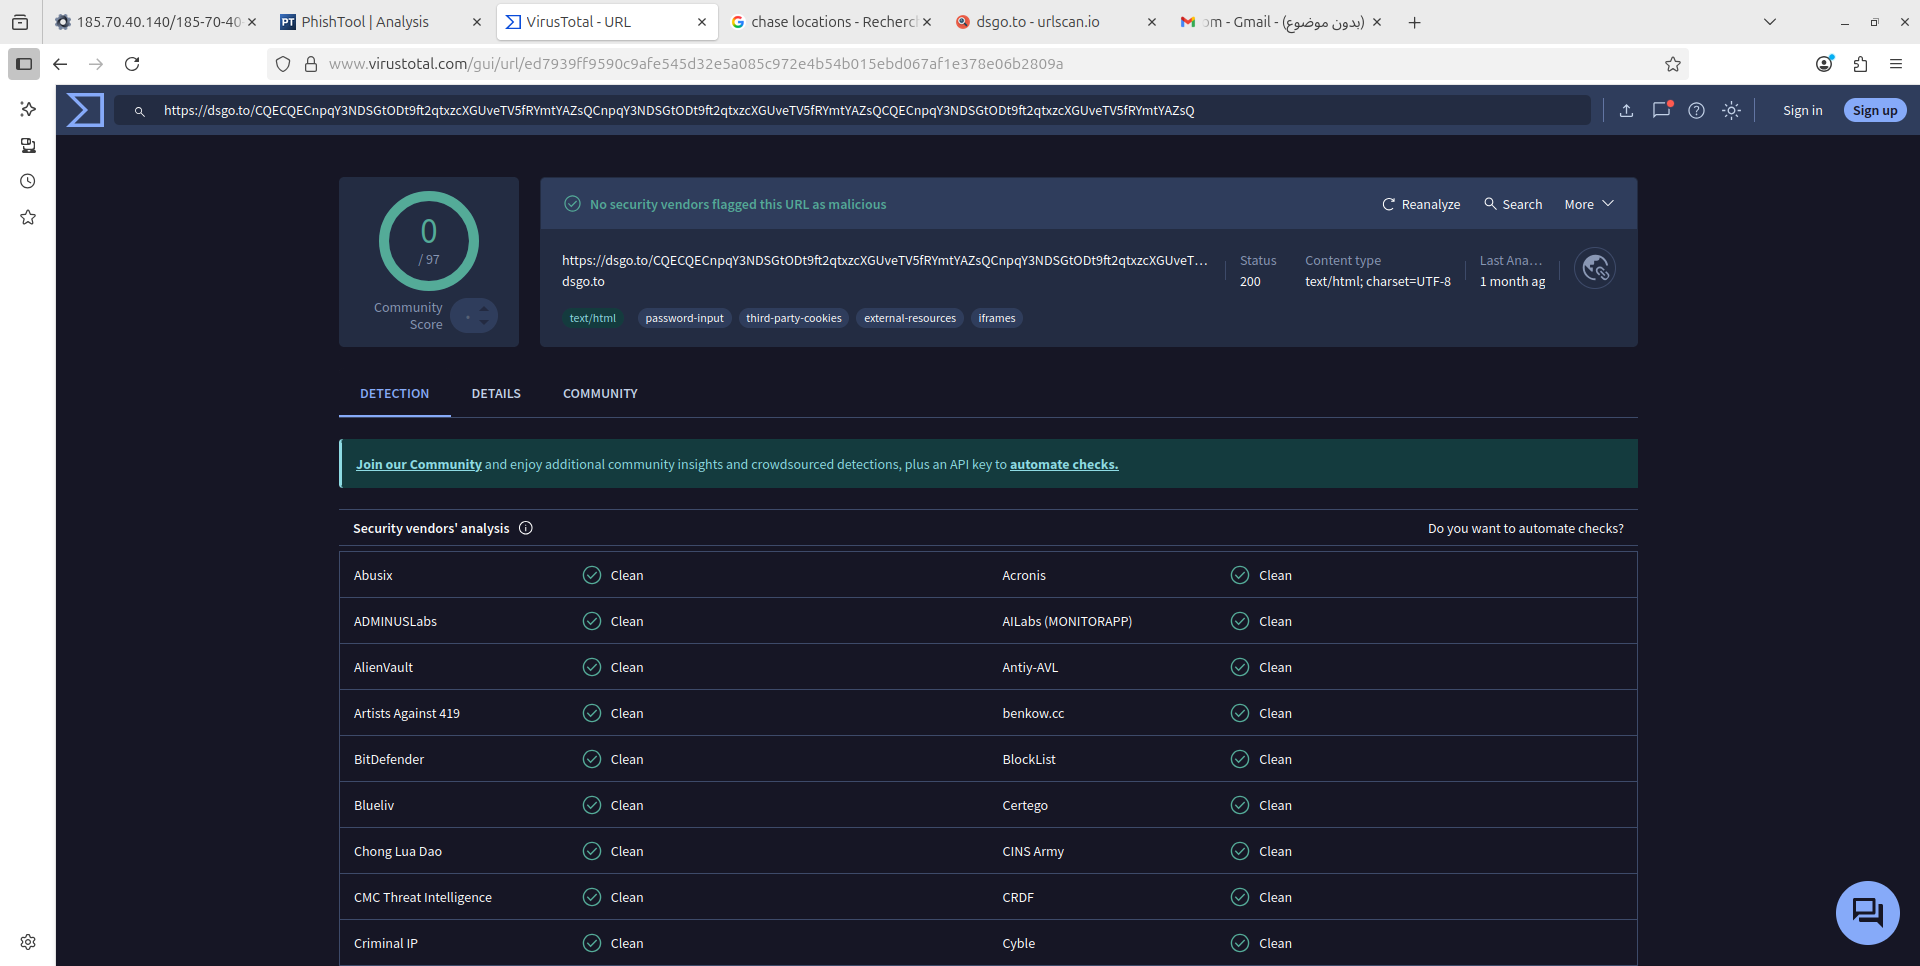 185.70.40.140/185-70-40
PhishTool | Analysis
VirusTotal - URL
chase locations - Recherc
dsgo.to - urlscan.io
om - Gmail - (بدون موضوع)
www.virustotal.com/gui/url/ed7939ff9590c9afe545d32e5a085c972e4b54b015ebd067af1e378e06b2809a
https://dsgo.to/CQECQECnpqY3NDSGtODt9ft2qtxzcXGUveTV5fRYmtYAZsQCnpqY3NDSGtODt9ft2qtxzcXGUveTV5fRYmtYAZsQCQECnpqY3NDSGtODt9ft2qtxzcXGUveTV5fRYmtYAZsQ
Sign in
Sign up
0
/ 97
Community
Score
No security vendors flagged this URL as malicious
Reanalyze
Search
More
https://dsgo.to/CQECQECnpqY3NDSGtODt9ft2qtxzcXGUveTV5fRYmtYAZsQCnpqY3NDSGtODt9ft2qtxzcXGUveT...
dsgo.to
Status
200
Content type
text/html; charset=UTF-8
Last Ana...
1 month ag
text/html
password-input
third-party-cookies
external-resources
iframes
DETECTION
DETAILS
COMMUNITY
Join our Community and enjoy additional community insights and crowdsourced detections, plus an API key to automate checks.
Security vendors' analysis
Do you want to automate checks?
Abusix Clean Acronis Clean
ADMINUSLabs Clean AILabs (MONITORAPP) Clean
AlienVault Clean Antiy-AVL Clean
Artists Against 419 Clean benkow.cc Clean
BitDefender Clean BlockList Clean
Blueliv Clean Certego Clean
Chong Lua Dao Clean CINS Army Clean
CMC Threat Intelligence Clean CRDF Clean
Criminal IP Clean Cyble Clean